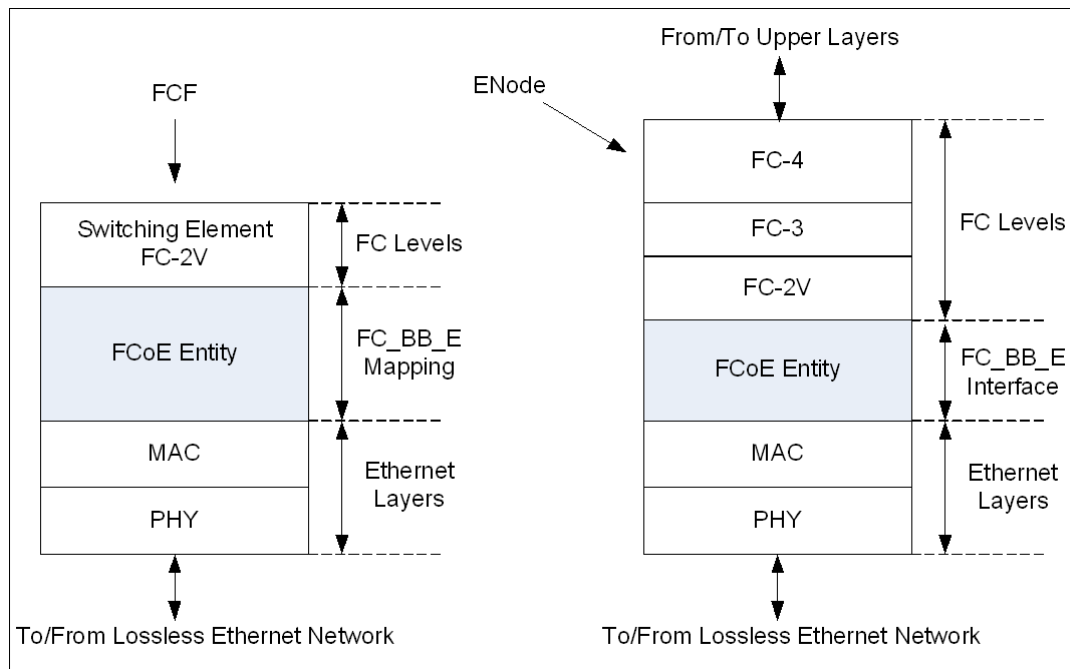 FCF
Switching Element
FC-2V
FC Levels
FCoE Entity
FC_BB_E
Mapping
MAC
PHY
Ethernet
Layers
To/From Lossless Ethernet Network
From/To Upper Layers
ENode
FC-4
FC-3
FC-2V
FC Levels
FCoE Entity
FC_BB_E
Interface
MAC
PHY
Ethernet
Layers
To/From Lossless Ethernet Network